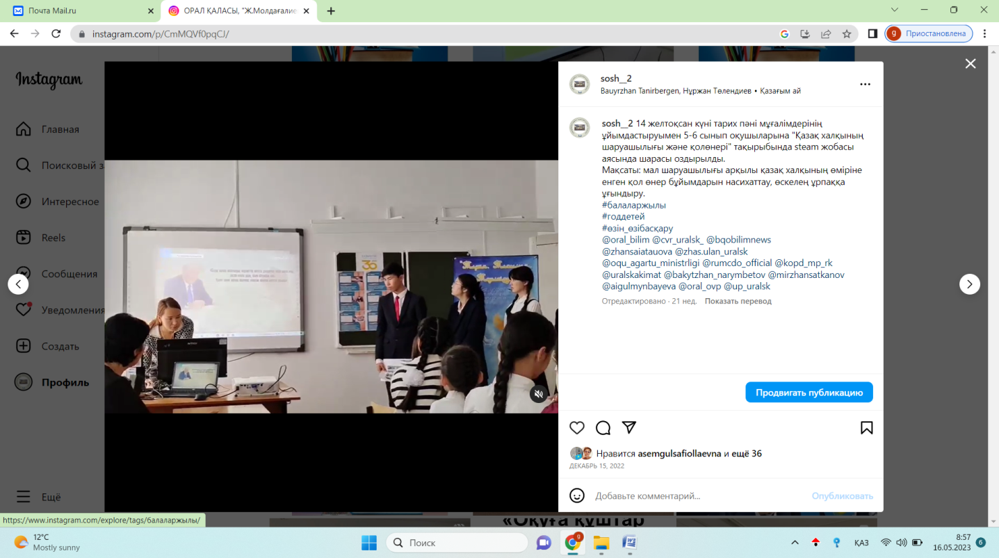 Почта Mail.ru
ОРАЛ ҚАЛАСЫ, "Ж.Молдағалие
instagram.com/p/CmMQVf0pqCJ/
g Приостановлена
Instagram
Главная
Поисковый з
Интересное
Reels
Сообщения
Уведомления
Создать
Профиль
Ещё
sosh__2
Bauyrzhan Tanirbergen, Нұржан Төлендиев • Қазағым ай
sosh__2 14 желтоқсан күні тарих пәні мұғалімдерінің
ұйымдастыруымен 5-6 сынып оқушыларына "Қазақ халқының
шаруашылығы және қолөнері" тақырыбында steam жобасы
аясында шарасы оздырылды.
Мақсаты: мал шаруашылығы арқылы қазақ халқының өміріне
енген қол өнер бұйымдарын насихаттау, өскелең ұрпаққа
ұғындыру.
#балаларжылы
#годдетей
#өзін_өзібасқару
@oral_bilim @cvr_uralsk_ @bqobilimnews
@zhansaiatauova @zhas.ulan_uralsk
@oqu_agartu_ministrligi @rumcdo_official @kopd_mp_rk
@uralskakimat @bakytzhan_narymbetov @mirzhansatkanov
@aigulmynbayeva @oral_ovp @up_uralsk
Отредактировано · 21 нед. Показать перевод
Продвигать публикацию
Нравится asemgulsafiollaevna и ещё 36
ДЕКАБРЬ 15, 2022
Добавьте комментарий...
Опубликовать
«Оқуға құштар
https://www.instagram.com/explore/tags/балаларжылы/
12°C
Mostly sunny
Поиск
9
ҚАЗ
8:57
16.05.2023
6